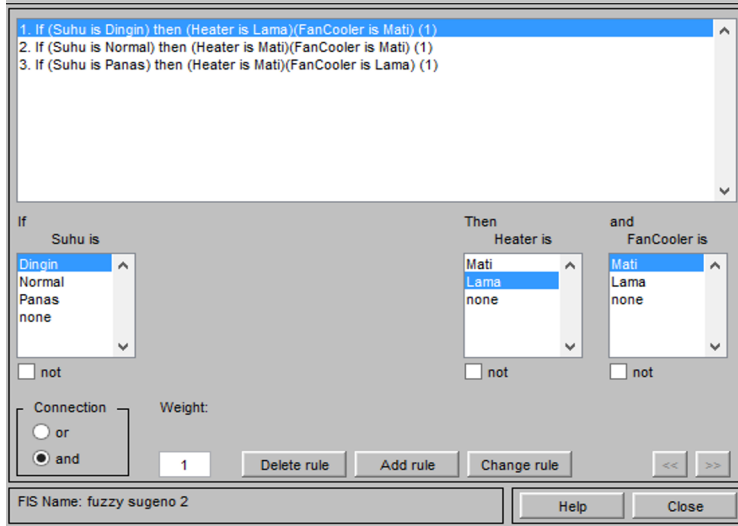 1. If (Suhu is Dingin) then (Heater is Lama)(FanCooler is Mati) (1)
2. If (Suhu is Normal) then (Heater is Mati)(FanCooler is Mati) (1)
3. If (Suhu is Panas) then (Heater is Mati)(FanCooler is Lama) (1)
If
Suhu is
Dingin
Normal
Panas
none
not
Then
Heater is
Mati
Lama
none
not
and
FanCooler is
Mati
Lama
none
not
Connection
or
and
Weight:
1
Delete rule
Add rule
Change rule
<<
>>
FIS Name: fuzzy sugeno 2
Help
Close